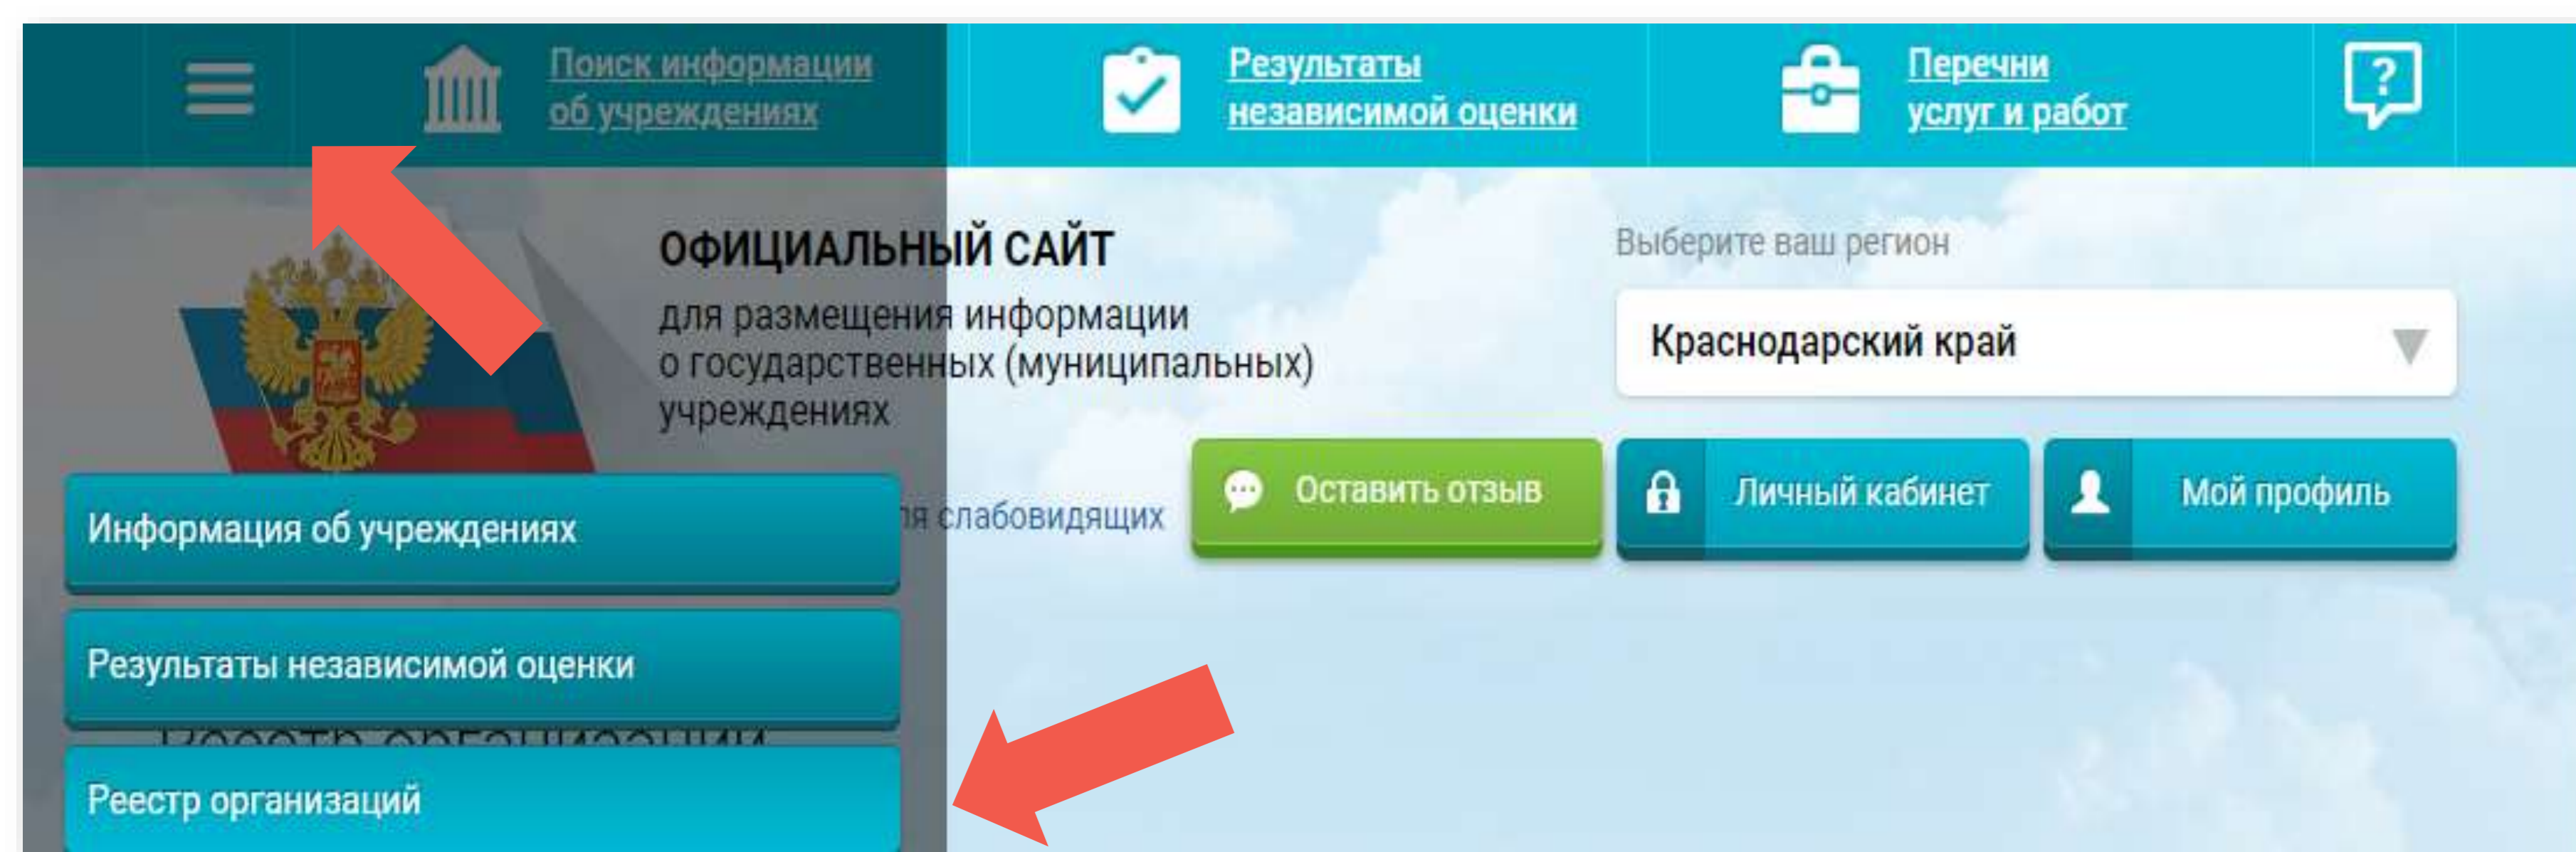 Поиск информации
об учреждениях
Результаты
независимой оценки
Перечни
услуг и работ
?
ОФИЦИАЛЬНЫЙ САЙТ
для размещения информации
о государственных (муниципальных)
учреждениях
Выберите ваш регион
Краснодарский край
слабовидящих
Оставить отзыв
Личный кабинет
Мой профиль
Информация об учреждениях
Результаты независимой оценки
Реестр организаций